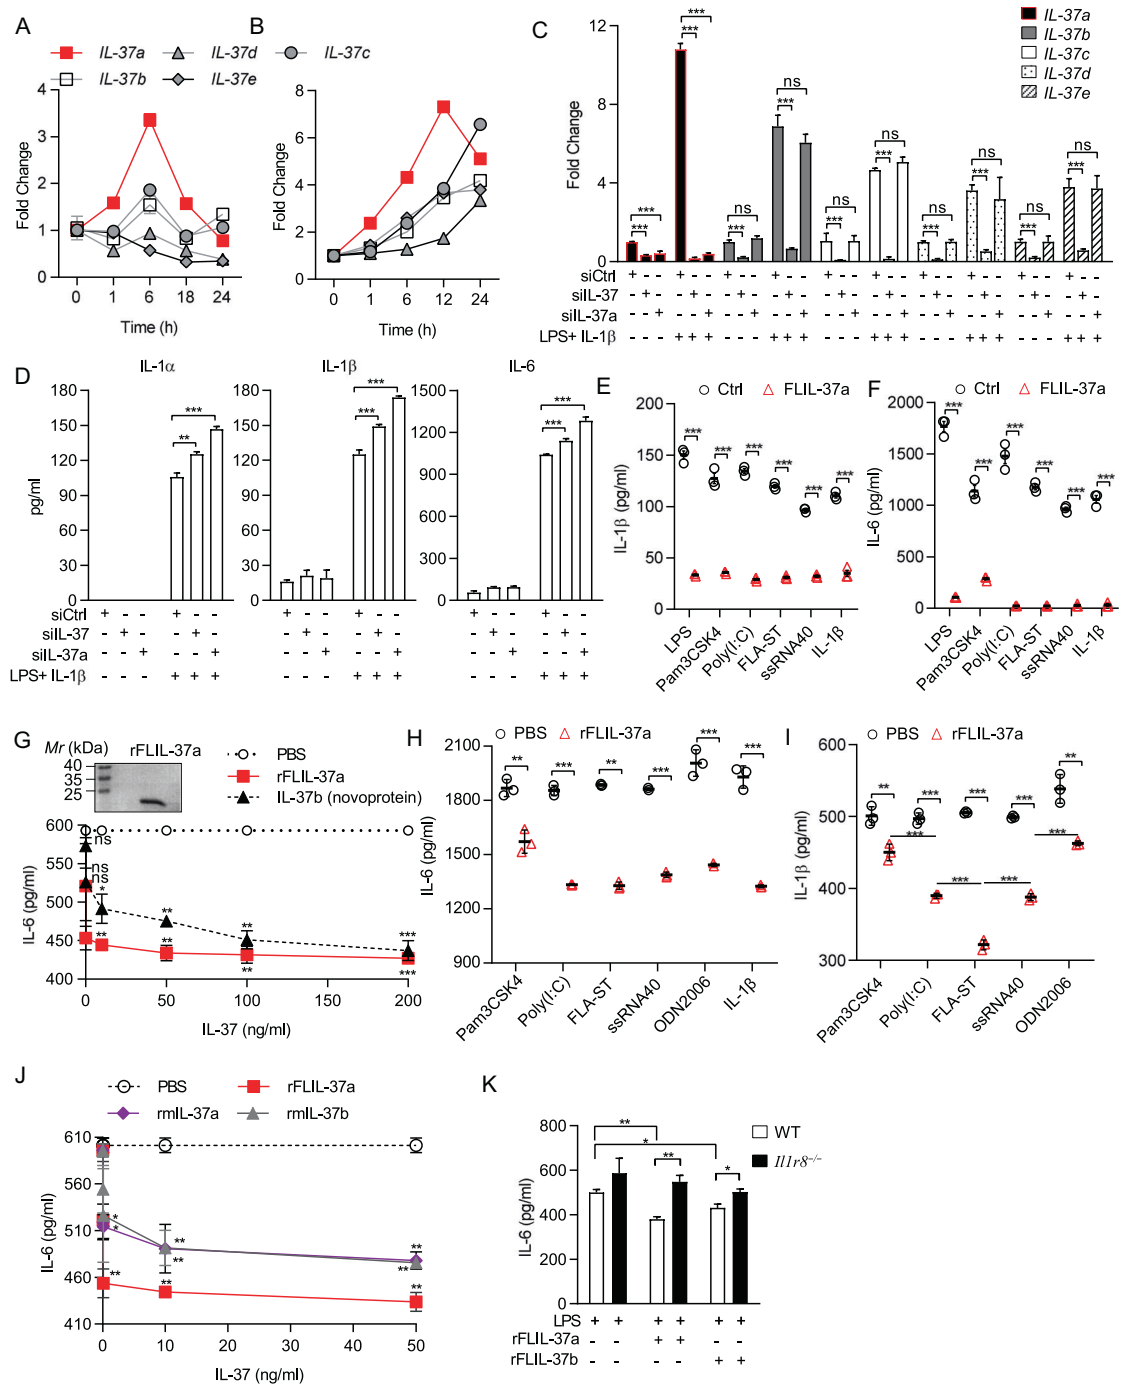 A
B
IL-37a
IL-37d
IL-37c
IL-37b
IL-37e
Fold Change
4
3
2
1
0
0 1 6 18 24
Time (h)
Fold Change
8
6
4
2
0
0 1 6 12 24
Time (h)
C
IL-37a
IL-37b
IL-37c
IL-37d
IL-37e
Fold Change
12
8
4
0
*** *** *** *** *** ns *** ns *** ns *** ns *** ns *** ns *** ns *** ns
siCtrl + - - + - - + - - + - - + - - + - - + - - + - - + - - + - -
siIL-37 - + - - + - - + - - + - - + - - + - - + - - + - - + - - + -
siIL-37a - - + - - + - - + - - + - - + - - + - - + - - + - - + - - +
LPS+ IL-1β - - - + + + - - - + + + - - - + + + - - - + + + - - - + + +
D
IL-1α
IL-1β
IL-6
pg/ml
180
150
120
90
60
30
0
*** **
180
150
120
90
60
30
0
*** ***
1500
1200
900
600
300
0
*** ***
siCtrl + - - + - - + - - + - - + - - + - -
siIL-37 - + - - + - - + - - + - - + - - + -
siIL-37a - - + - - + - - + - - + - - + - - +
LPS+ IL-1β - - - + + + - - - + + + - - - + + +
E
Ctrl FLIL-37a
IL-1β (pg/ml)
200
150
100
50
0
*** *** *** *** *** ***
LPS
Pam3CSK4
Poly(I:C)
FLA-ST
ssRNA40
IL-1β
F
Ctrl FLIL-37a
IL-6 (pg/ml)
2000
1500
1000
500
0
*** *** *** *** *** ***
LPS
Pam3CSK4
Poly(I:C)
FLA-ST
ssRNA40
IL-1β
G
Mr (kDa) rFLIL-37a
40
35
25
PBS
rFLIL-37a
IL-37b (novoprotein)
IL-6 (pg/ml)
600
550
500
450
400
ns
ns
ns
* ** ** ***
** ** ** ***
0 50 100 150 200
IL-37 (ng/ml)
H
PBS rFLIL-37a
IL-6 (pg/ml)
2100
1800
1500
1200
900
** *** ** *** *** ***
Pam3CSK4
Poly(I:C)
FLA-ST
ssRNA40
ODN2006
IL-1β
I
PBS rFLIL-37a
IL-1β (pg/ml)
600
500
400
300
** *** *** *** **
*** *** *** ***
Pam3CSK4
Poly(I:C)
FLA-ST
ssRNA40
ODN2006
J
PBS rFLIL-37a
rmIL-37a rmIL-37b
IL-6 (pg/ml)
610
560
510
460
410
* ** **
* ** **
** ** **
0 10 20 30 40 50
IL-37 (ng/ml)
K
WT
Il1r8−/−
IL-6 (pg/ml)
800
600
400
200
0
**
*
** *
LPS + + + + + +
rFLIL-37a - - + + - -
rFLIL-37b - - - - + +